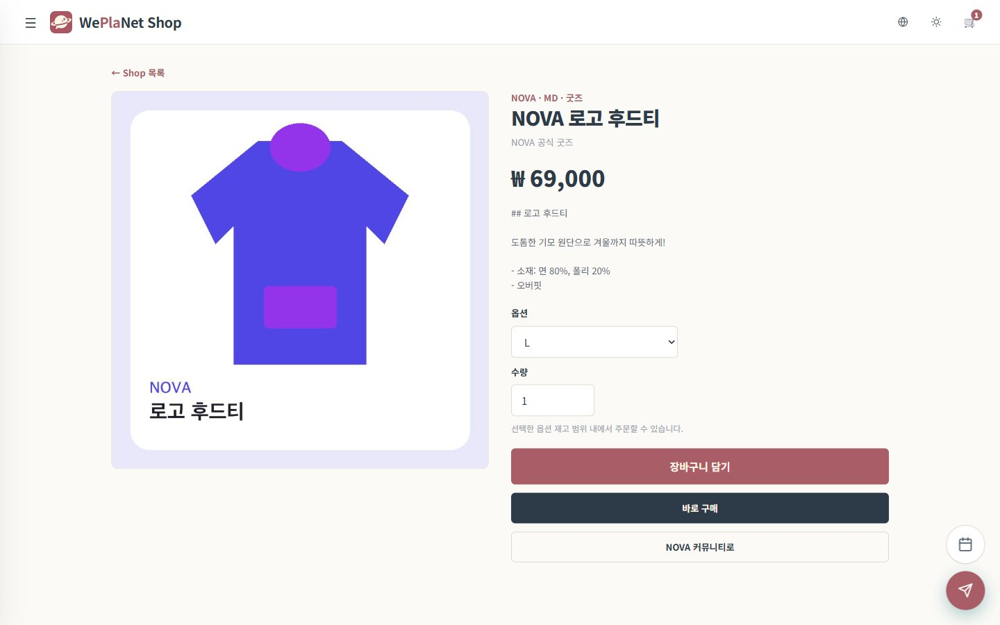 ☰ WePlaNet Shop
1
← Shop 목록
NOVA
로고 후드티
NOVA · MD · 굿즈
NOVA 로고 후드티
NOVA 공식 굿즈
₩ 69,000
## 로고 후드티
도톰한 기모 원단으로 겨울까지 따뜻하게!
- 소재: 면 80%, 폴리 20%
- 오버핏
옵션
L
수량
1
선택한 옵션 재고 범위 내에서 주문할 수 있습니다.
장바구니 담기
바로 구매
NOVA 커뮤니티로